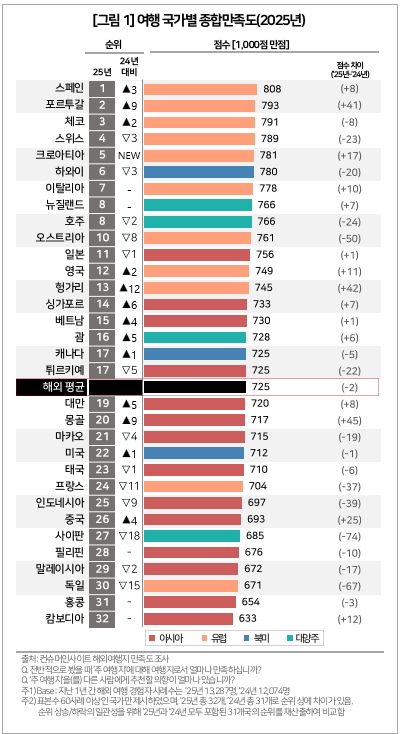 [그림 1] 여행 국가별 종합만족도(2025년)
순위 점수 [1,000점 만점]
25년 24년 대비 점수 차이 ('25년-'24년)
스페인 1 ▲3 808 (+8)
포르투갈 2 ▲9 793 (+41)
체코 3 ▲2 791 (-8)
스위스 4 ▽3 789 (-23)
크로아티아 5 NEW 781 (+17)
하와이 6 ▽3 780 (-20)
이탈리아 7 - 778 (+10)
뉴질랜드 8 - 766 (+7)
호주 8 ▽2 766 (-24)
오스트리아 10 ▽8 761 (-50)
일본 11 ▽1 756 (+1)
영국 12 ▲2 749 (+11)
헝가리 13 ▲12 745 (+42)
싱가포르 14 ▲6 733 (+7)
베트남 15 ▲4 730 (+1)
괌 16 ▲5 728 (+6)
캐나다 17 ▲1 725 (-5)
튀르키예 17 ▽5 725 (-22)
해외 평균 725 (-2)
대만 19 ▲5 720 (+8)
몽골 20 ▲9 717 (+45)
마카오 21 ▽4 715 (-19)
미국 22 ▲1 712 (-1)
태국 23 ▽1 710 (-6)
프랑스 24 ▽11 704 (-37)
인도네시아 25 ▽9 697 (-39)
중국 26 ▲4 693 (+25)
사이판 27 ▽18 685 (-74)
필리핀 28 - 676 (-10)
말레이시아 29 ▽2 672 (-17)
독일 30 ▽15 671 (-67)
홍콩 31 - 654 (-3)
캄보디아 32 - 633 (+12)
아시아 유럽 북미 대양주
출처: 컨슈머인사이트 해외여행지 만족도 조사
Q. 전반적으로 봤을 때 '주 여행지'에 대해 여행지로서 얼마나 만족하십니까?
Q. '주 여행지'을(를) 다른 사람에게 추천할 의향이 얼마나 있습니까?
주1) Base : 지난 1년 간 해외 여행 경험자 사례수는 '25년 13,287명, '24년 12,074명
주2) 표본수 60사례 이상인 국가만 제시하였으며, '25년 총 32개, '24년 총 31개로 순위 상에 차이가 있음.
순위 상승/하락의 일관성을 위해 '25년과 '24년 모두 포함된 31개국의 순위를 재산출하여 비교함